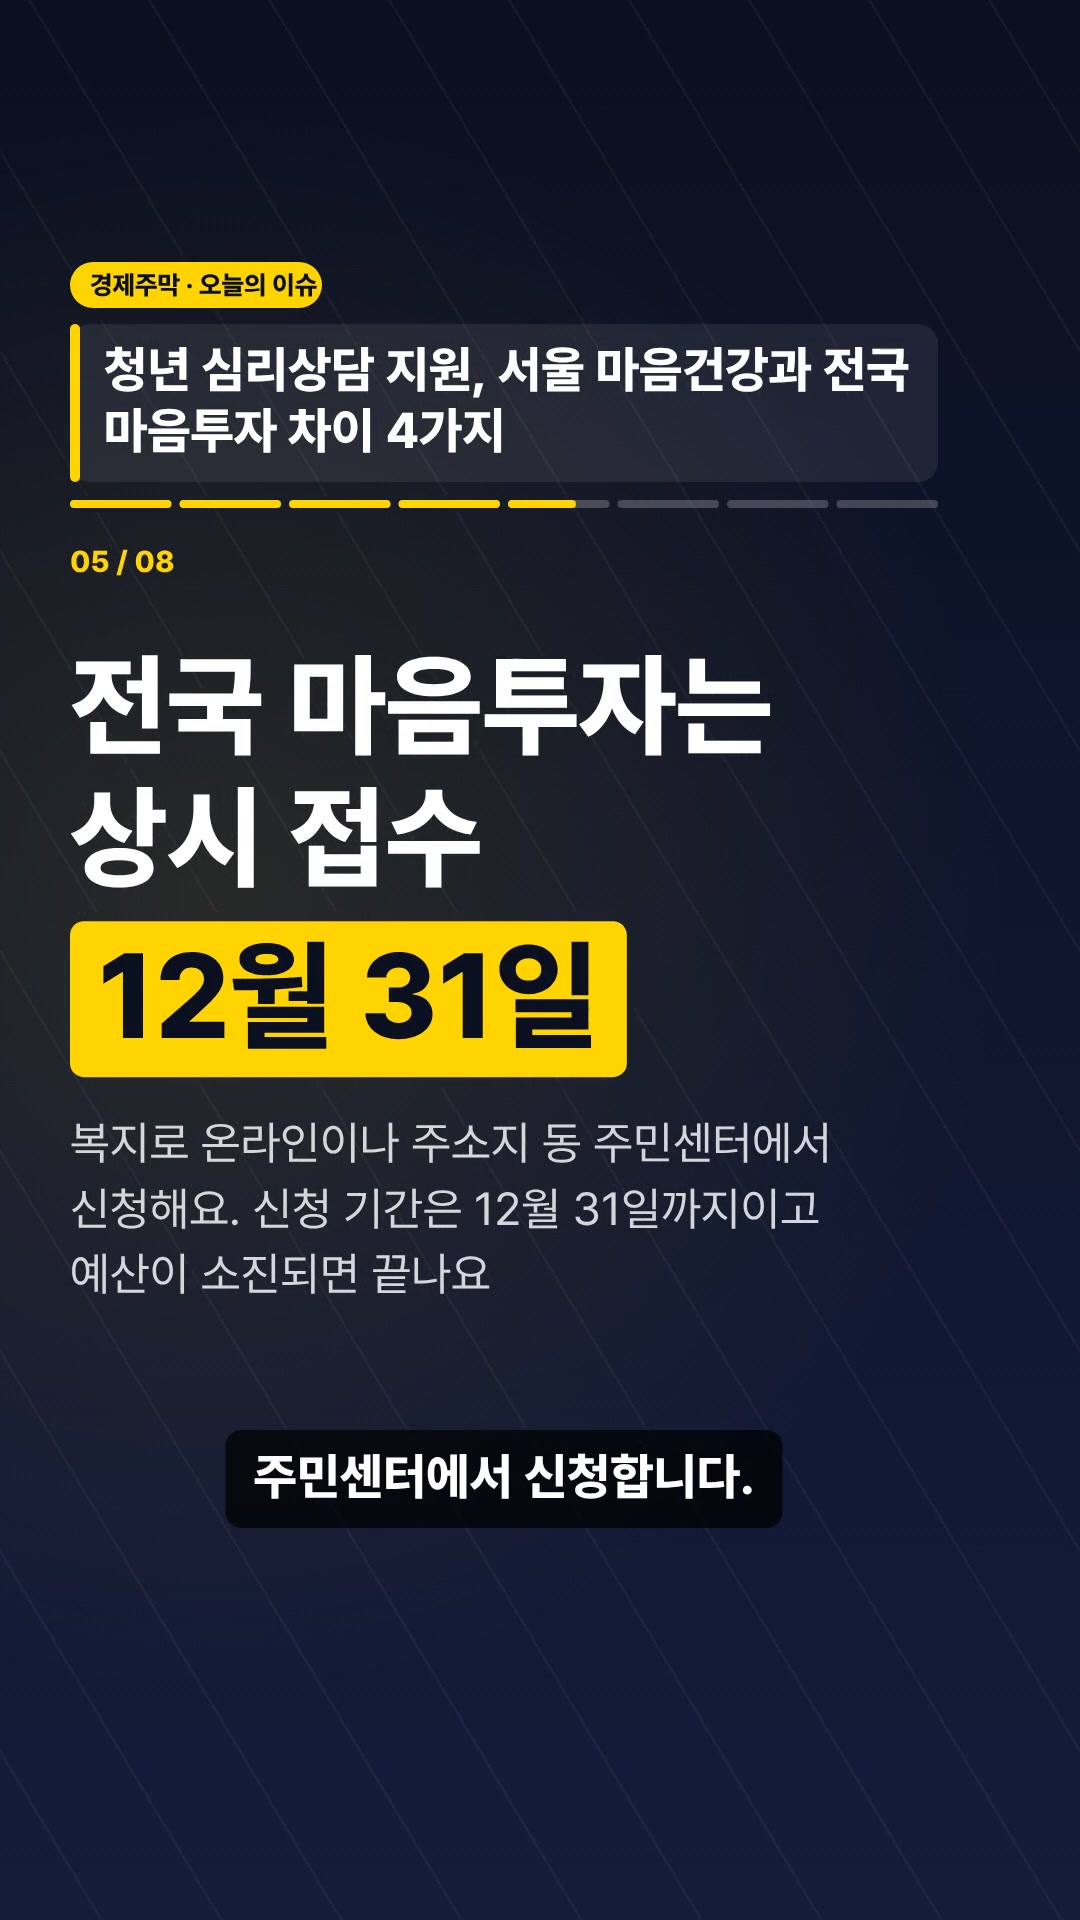 경제주막 · 오늘의 이슈
청년 심리상담 지원, 서울 마음건강과 전국
마음투자 차이 4가지
05 / 08
전국 마음투자는
상시 접수
12월 31일
복지로 온라인이나 주소지 동 주민센터에서
신청해요. 신청 기간은 12월 31일까지이고
예산이 소진되면 끝나요
주민센터에서 신청합니다.